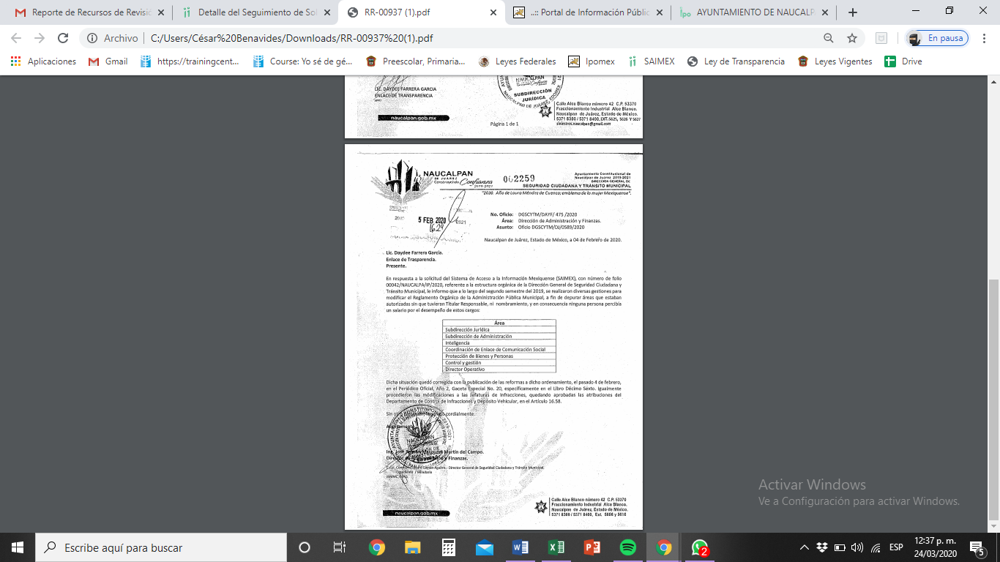 Reporte de Recursos de Revisió
Detalle del Seguimiento de Sol
RR-00937 (1).pdf
..:: Portal de Información Públic
AYUNTAMIENTO DE NAUCALP
Archivo
C:/Users/César%20Benavides/Downloads/RR-00937%20(1).pdf
En pausa
Aplicaciones
Gmail
https://trainingcent...
Course: Yo sé de gé...
Preescolar, Primaria...
Leyes Federales
Ipomex
SAIMEX
Ley de Transparencia
Leyes Vigentes
Drive
LIC. DAYDEE FARRERA GARCIA
ENLACE DE TRANSPARENCIA
SUBDIRECCIÓN
JURÍDICA
NAUCALPAN DE JUÁREZ, EDOMEX
naucalpan.gob.mx
Página 1 de 1
Calle Alce Blanco número 42 C.P. 53370
Fraccionamiento Industrial Alce Blanco.
Naucalpan de Juárez, Estado de México.
5371 8300 / 5371 8400, EXT.5625, 5636 Y 5637
siniestros.naucalpan@gmail.com
NAUCALPAN
DE JUÁREZ
Construyendo Confianza
2019-2021
002259
Ayuntamiento Constitucional de
Naucalpan de Juárez 2019-2021
DIRECCIÓN GENERAL DE
SEGURIDAD CIUDADANA Y TRÁNSITO MUNICIPAL
"2020. Año de Laura Méndez de Cuenca; emblema de la mujer Mexiquense".
5 FEB 2020
2021
16:29
No. Oficio: DGSCYTM/DAYF/ 475 /2020
Área: Dirección de Administración y Finanzas.
Asunto: Oficio DGSCYTM/DJ/0589/2020
Naucalpan de Juárez, Estado de México, a 04 de Febrero de 2020.
Lic. Daydee Farrera García.
Enlace de Trasparencia.
Presente.
En respuesta a la solicitud del Sistema de Acceso a la Información Mexiquense (SAIMEX), con número de folio
00042/NAUCALPA/IP/2020, referente a la estructura orgánica de la Dirección General de Seguridad Ciudadana y
Tránsito Municipal, le informo que a lo largo del segundo semestre del 2019, se realizaron diversas gestiones para
modificar el Reglamento Orgánico de la Administración Pública Municipal, a fin de depurar áreas que estaban
autorizadas sin que tuvieran Titular Responsable, ni nombramiento, y en consecuencia ninguna persona percibía
un salario por el desempeño de estos cargos:
Área
Subdirección Jurídica
Subdirección de Administración
Inteligencia
Coordinación de Enlace de Comunicación Social
Protección de Bienes y Personas
Control y gestión
Director Operativo
Dicha situación quedó corregida con la publicación de las reformas a dicho ordenamiento, el pasado 4 de febrero,
en el Periódico Oficial, Año 2, Gaceta Especial No. 20, específicamente en el Libro Décimo Sexto. Igualmente
procedieron las modificaciones a las Jefaturas de Infracciones, quedando aprobadas las atribuciones del
Departamento de Control de Infracciones y Depósito Vehicular, en el Artículo 16.58.
Sin otro cordialmente.
Atentamente
Ing. Martín del Campo.
Director y Finanzas.
Director General de Seguridad Ciudadana y Tránsito Municipal.
Expediente / Minutario
naucalpan.gob.mx
Calle Alce Blanco número 42 C.P. 53370
Fraccionamiento Industrial Alce Blanco.
Naucalpan de Juárez, Estado de México.
5371 8300 / 5371 8400, Ext. 5606 y 5616
Activar Windows
Ve a Configuración para activar Windows.
Escribe aquí para buscar
2
ESP
12:37 p. m.
24/03/2020
5